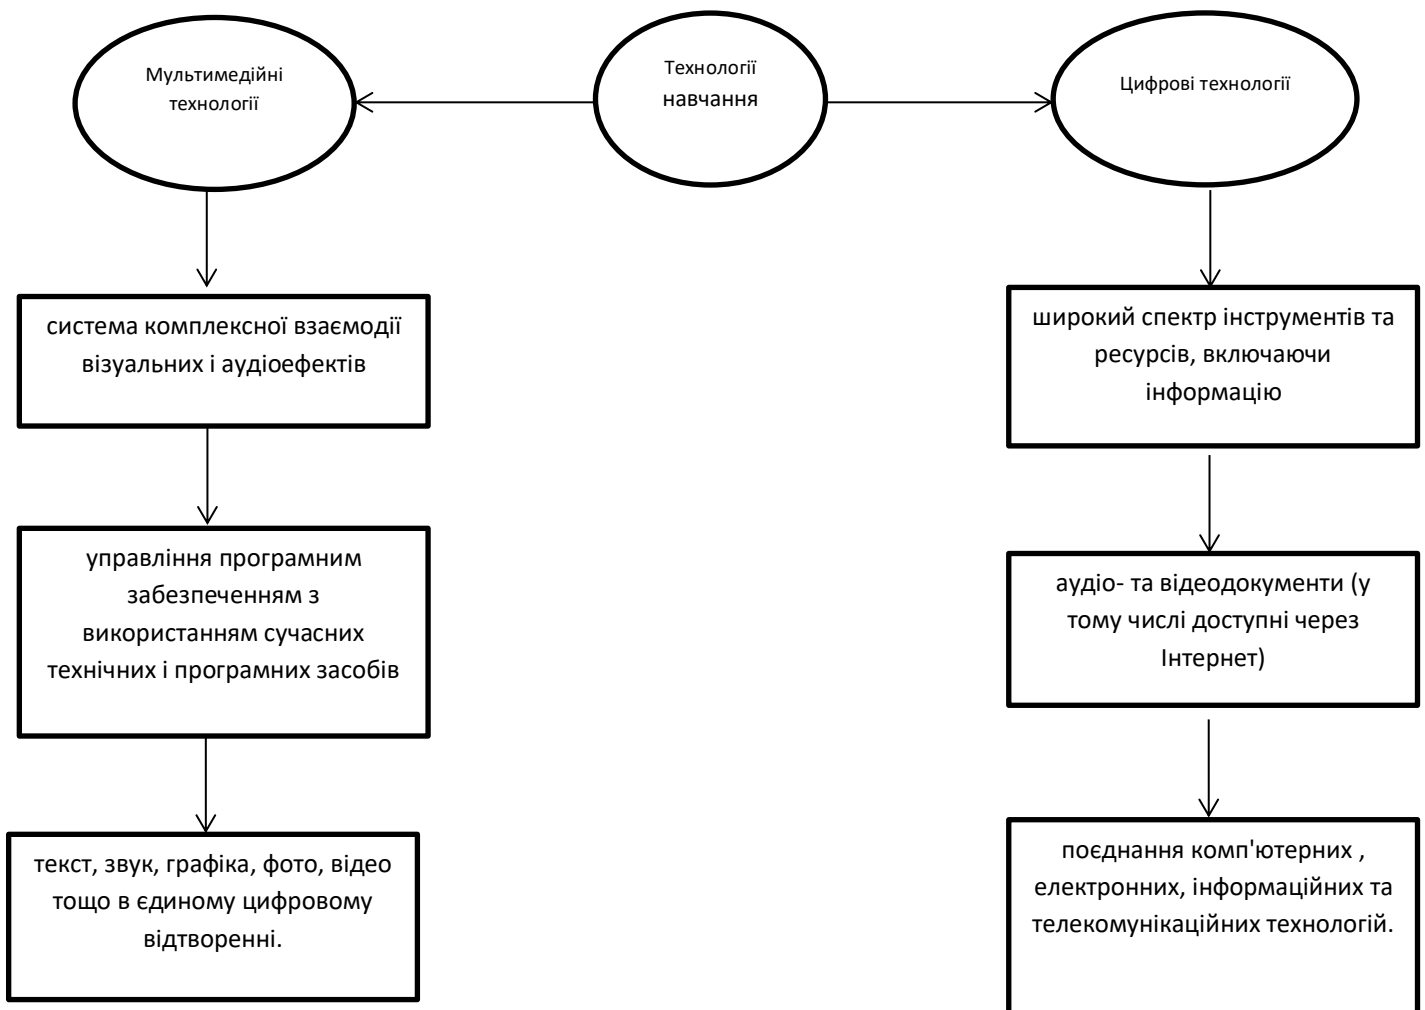 Мультимедійні
технології
Технології
навчання
Цифрові технології
система комплексної взаємодії
візуальних і аудіоефектів
управління програмним
забезпеченням з
використанням сучасних
технічних і програмних засобів
текст, звук, графіка, фото, відео
тощо в єдиному цифровому
відтворенні.
широкий спектр інструментів та
ресурсів, включаючи
інформацію
аудіо- та відеодокументи (у
тому числі доступні через
Інтернет)
поєднання комп'ютерних ,
електронних, інформаційних та
телекомунікаційних технологій.